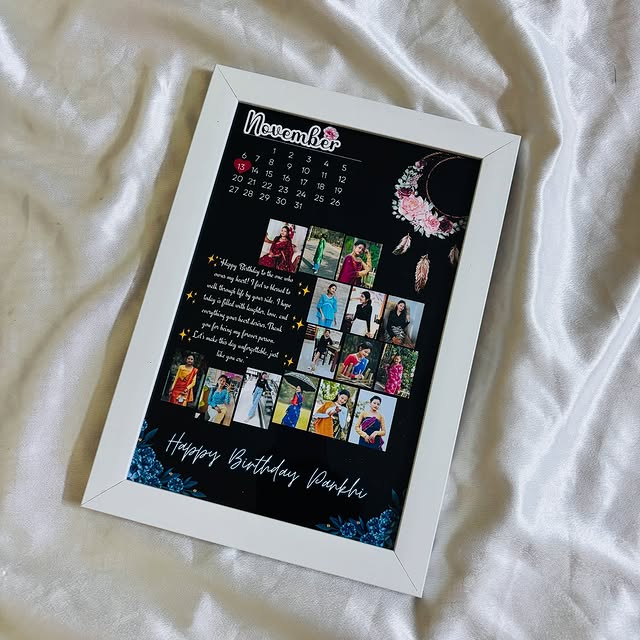 November
1 2 3 4 5
6 7 8 9 10 11 12
13 14 15 16 17 18 19
20 21 22 23 24 25 26
27 28 29 30 31
"Happy Birthday to the one who
owns my heart! I feel so blessed to
walk through life by your side. I hope
today is filled with laughter, love, and
everything your heart desires. Thank
you for being my forever person.
Let's make this day unforgettable, just
like you are."
Happy Birthday Pankhi